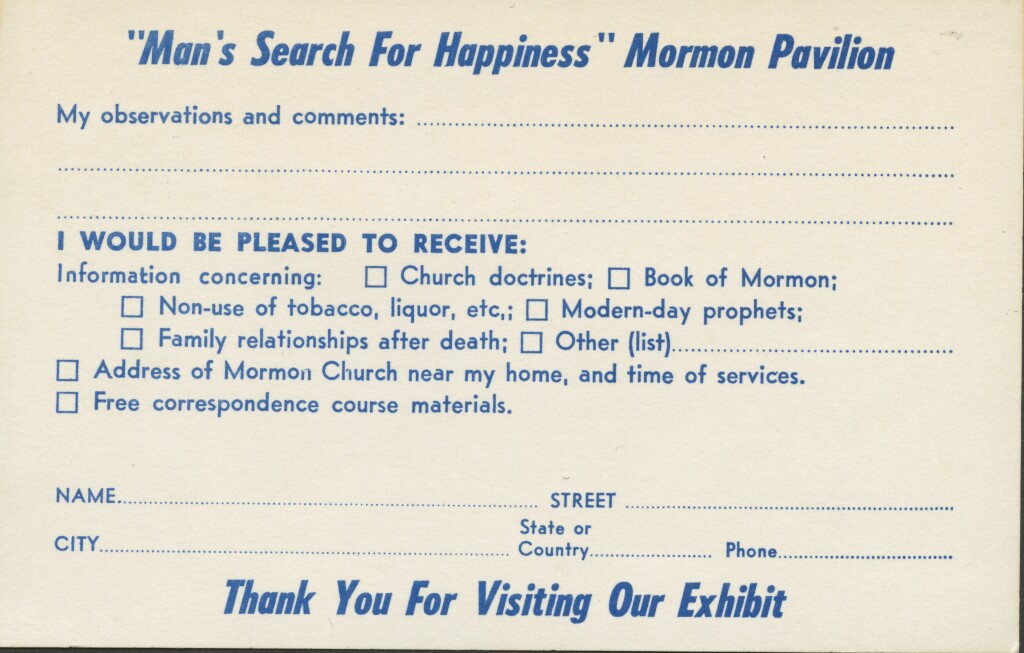 "Man's Search For Happiness" Mormon Pavilion
My observations and comments:
I WOULD BE PLEASED TO RECEIVE:
Information concerning: ☐ Church doctrines; ☐ Book of Mormon;
☐ Non-use of tobacco, liquor, etc,; ☐ Modern-day prophets;
☐ Family relationships after death; ☐ Other (list)
☐ Address of Mormon Church near my home, and time of services.
☐ Free correspondence course materials.
NAME STREET
CITY State or Country Phone
Thank You For Visiting Our Exhibit